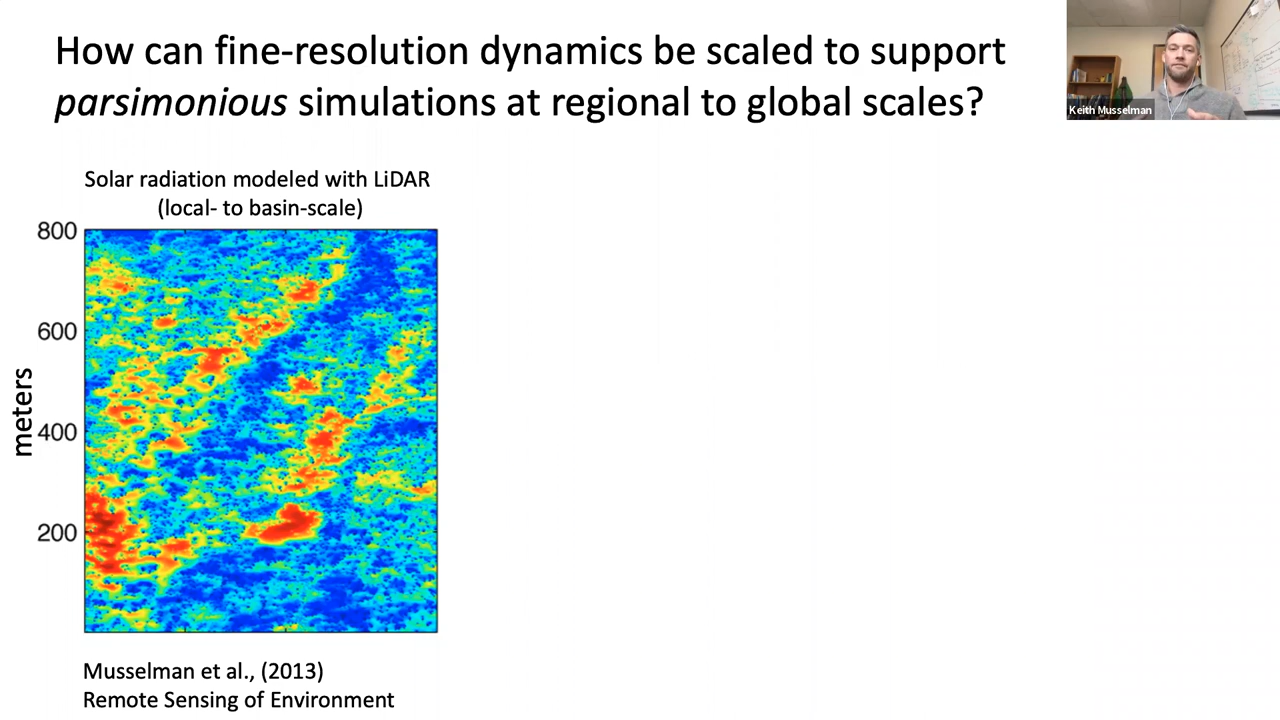 How can fine-resolution dynamics be scaled to support
parsimonious simulations at regional to global scales?
Keith Musselman
Solar radiation modeled with LiDAR
(local- to basin-scale)
800
600
400
200
meters
Musselman et al., (2013)
Remote Sensing of Environment